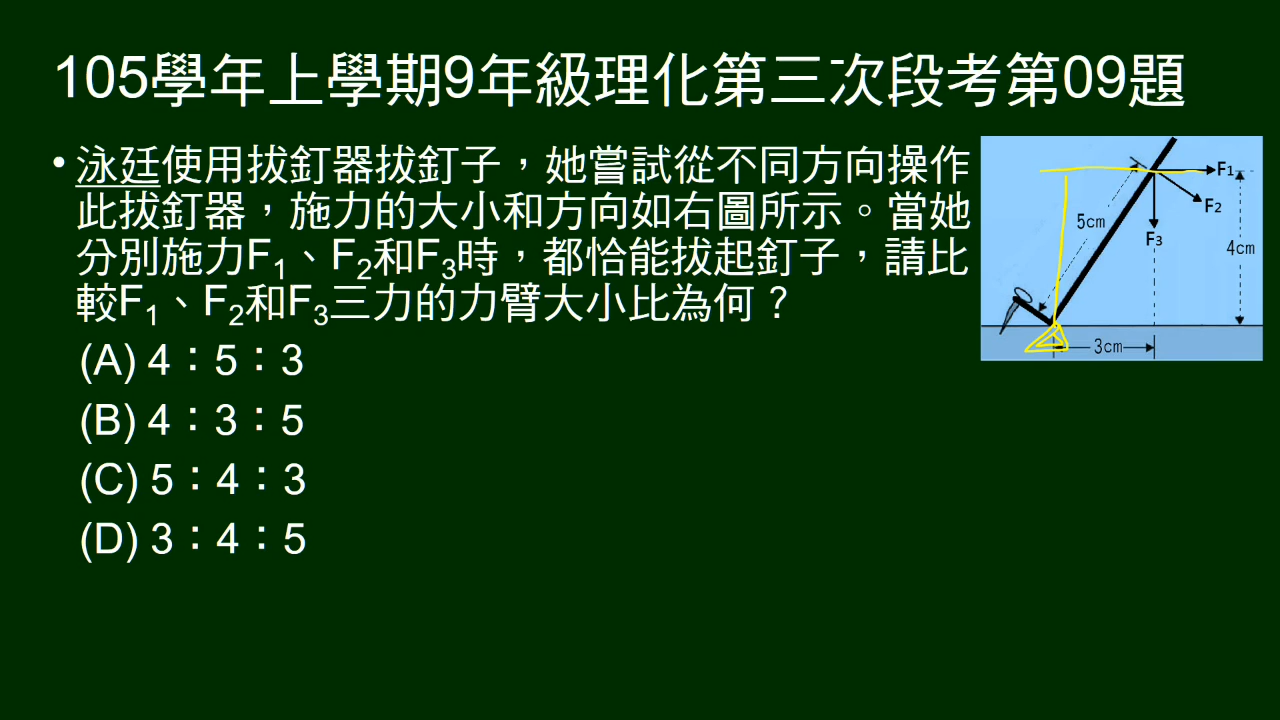 105學年上學期9年級理化第三次段考第09題
•泳廷使用拔釘器拔釘子，她嘗試從不同方向操作
此拔釘器，施力的大小和方向如右圖所示。當她
分別施力F₁、F₂和F₃時，都恰能拔起釘子，請比
較F₁、F₂和F₃三力的力臂大小比為何？
(A) 4：5：3
(B) 4：3：5
(C) 5：4：3
(D) 3：4：5
F₁
F₂
5cm
F₃
4cm
3cm